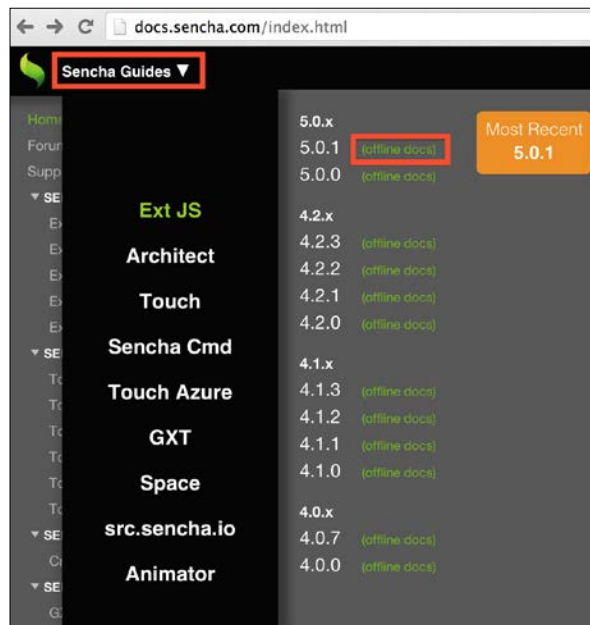 docs.sencha.com/index.html
Sencha Guides ▼
Home
▼ SE
▼ SE
▼ SE
▼ SE
Ext JS
Architect
Touch
Sencha Cmd
Touch Azure
GXT
Space
src.sencha.io
Animator
5.0.x
5.0.1 (offline docs)
5.0.0 (offline docs)
4.2.x
4.2.3 (offline docs)
4.2.2 (offline docs)
4.2.1 (offline docs)
4.2.0 (offline docs)
4.1.x
4.1.3 (offline docs)
4.1.2 (offline docs)
4.1.1 (offline docs)
4.1.0 (offline docs)
4.0.x
4.0.7 (offline docs)
4.0.0 (offline docs)
Most Recent
5.0.1